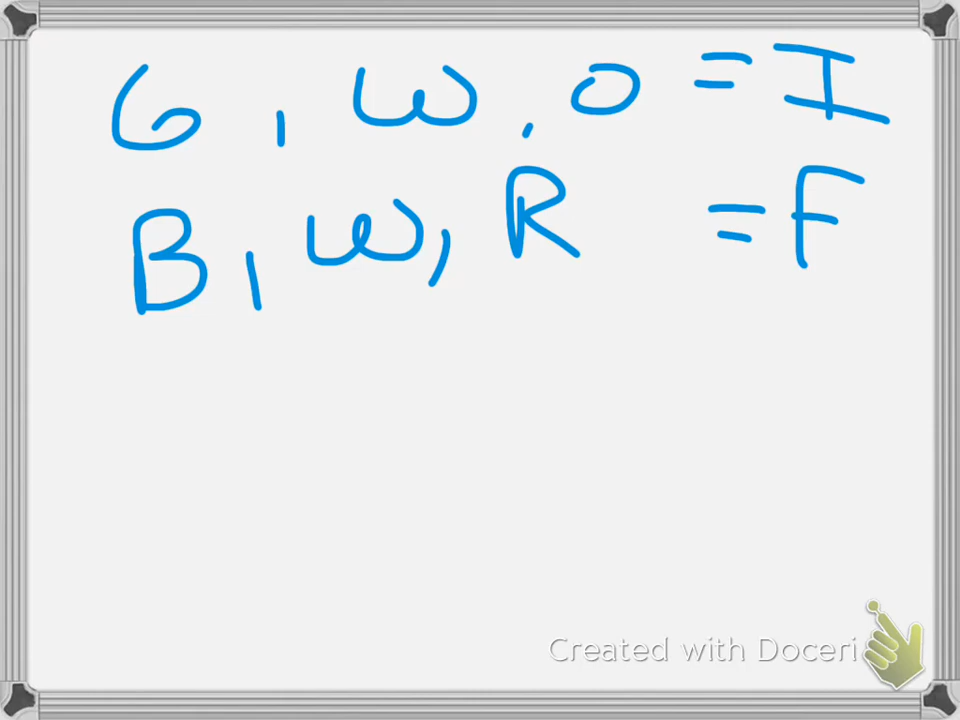 G, W, O = I
B, W, R = F
Created with Doceri